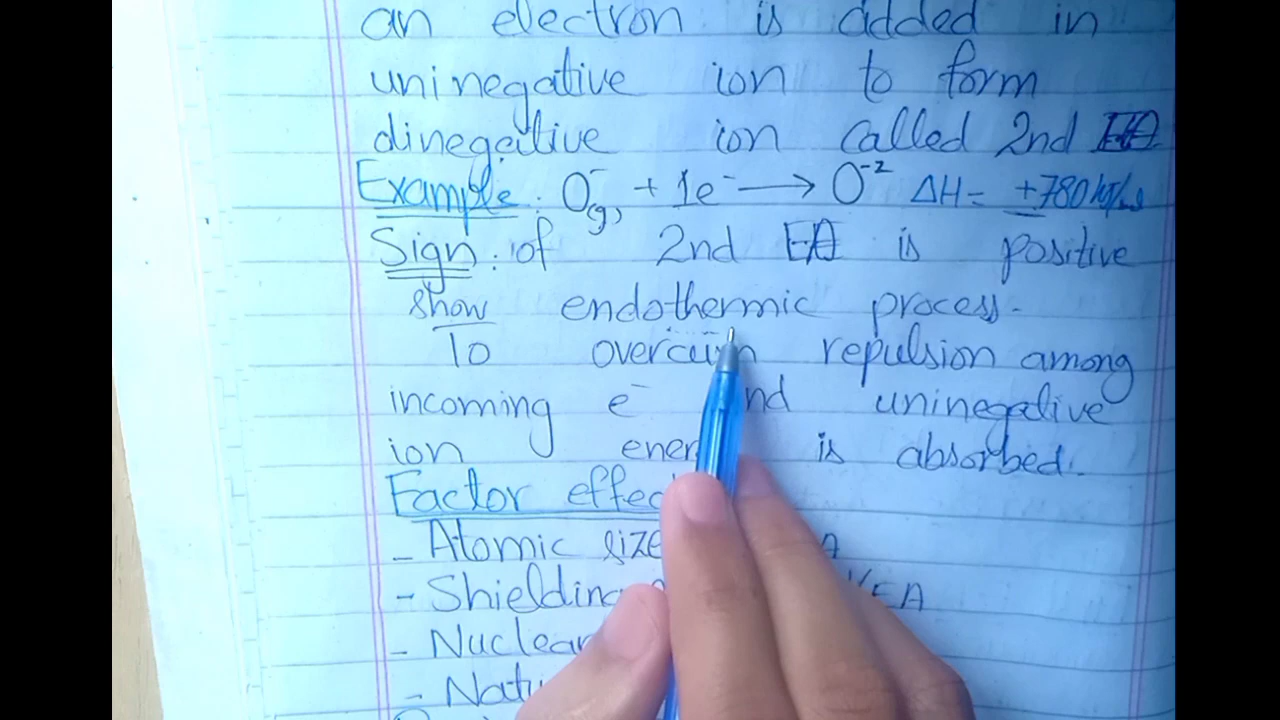 an electron is added in
uninegative ion to form
dinegative ion called 2nd EA
Example: O⁻(g) + 1e⁻ → O⁻² ΔH = +780 kJ/
Sign: of 2nd EA is positive
show endothermic process.
To repulsion among
incoming e⁻ uninegative
ion is absorbed.
Factor
- Atomic size
- Shielding EA
- Nuclear